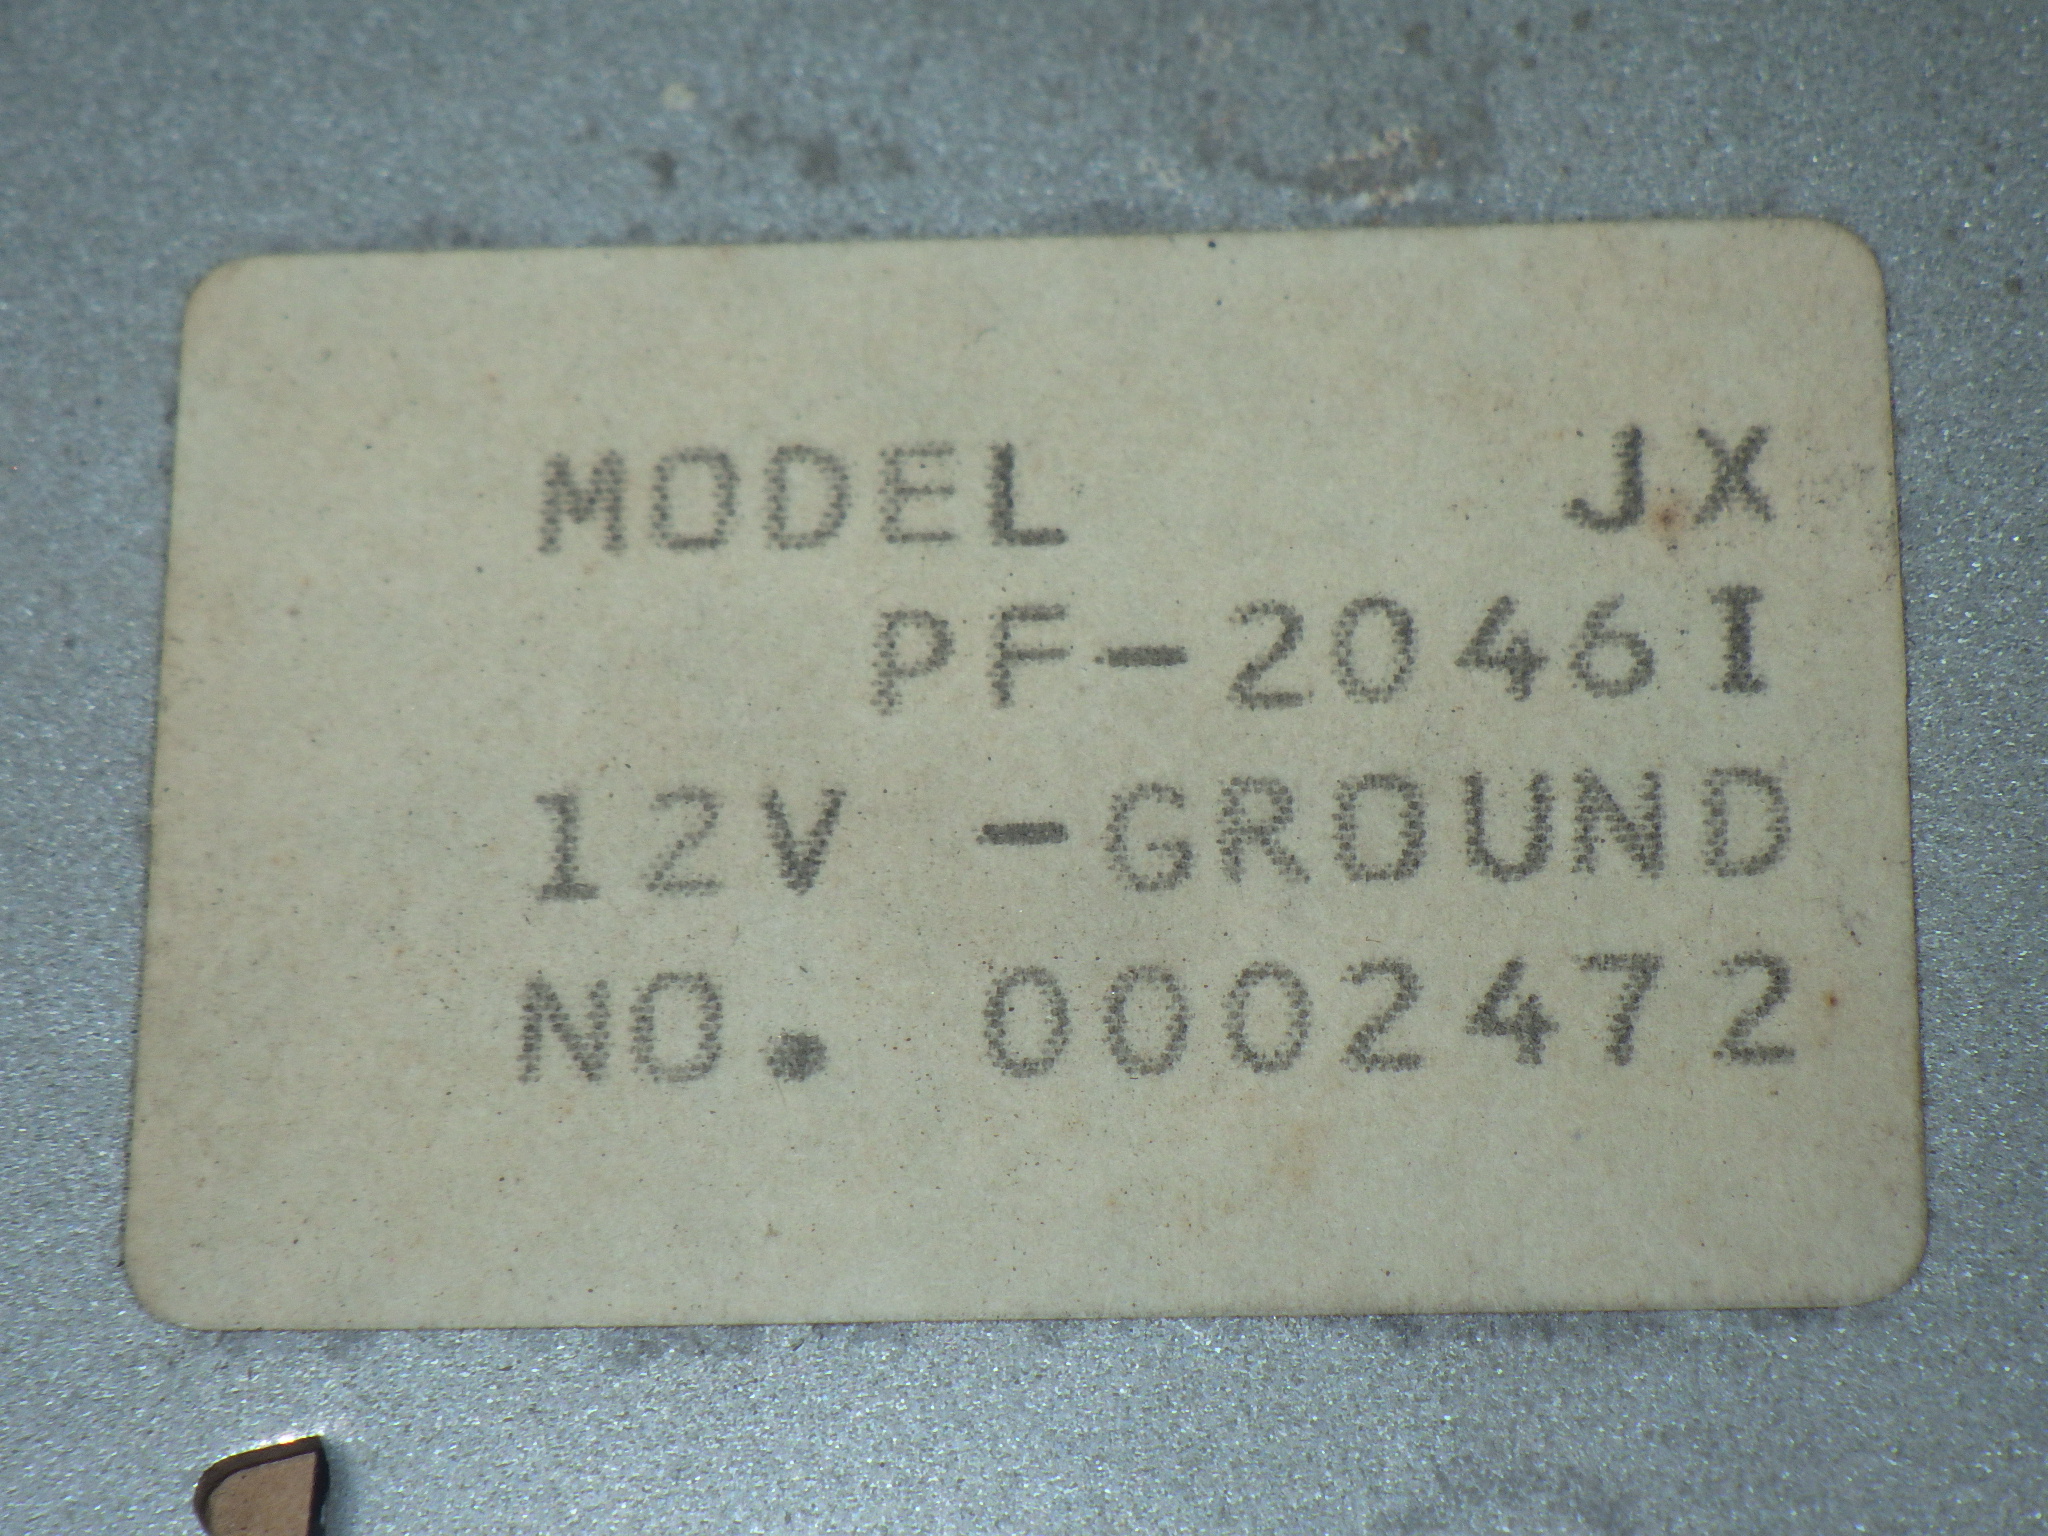 MODEL JX
PF-2046I
12V -GROUND
NO. 0002472